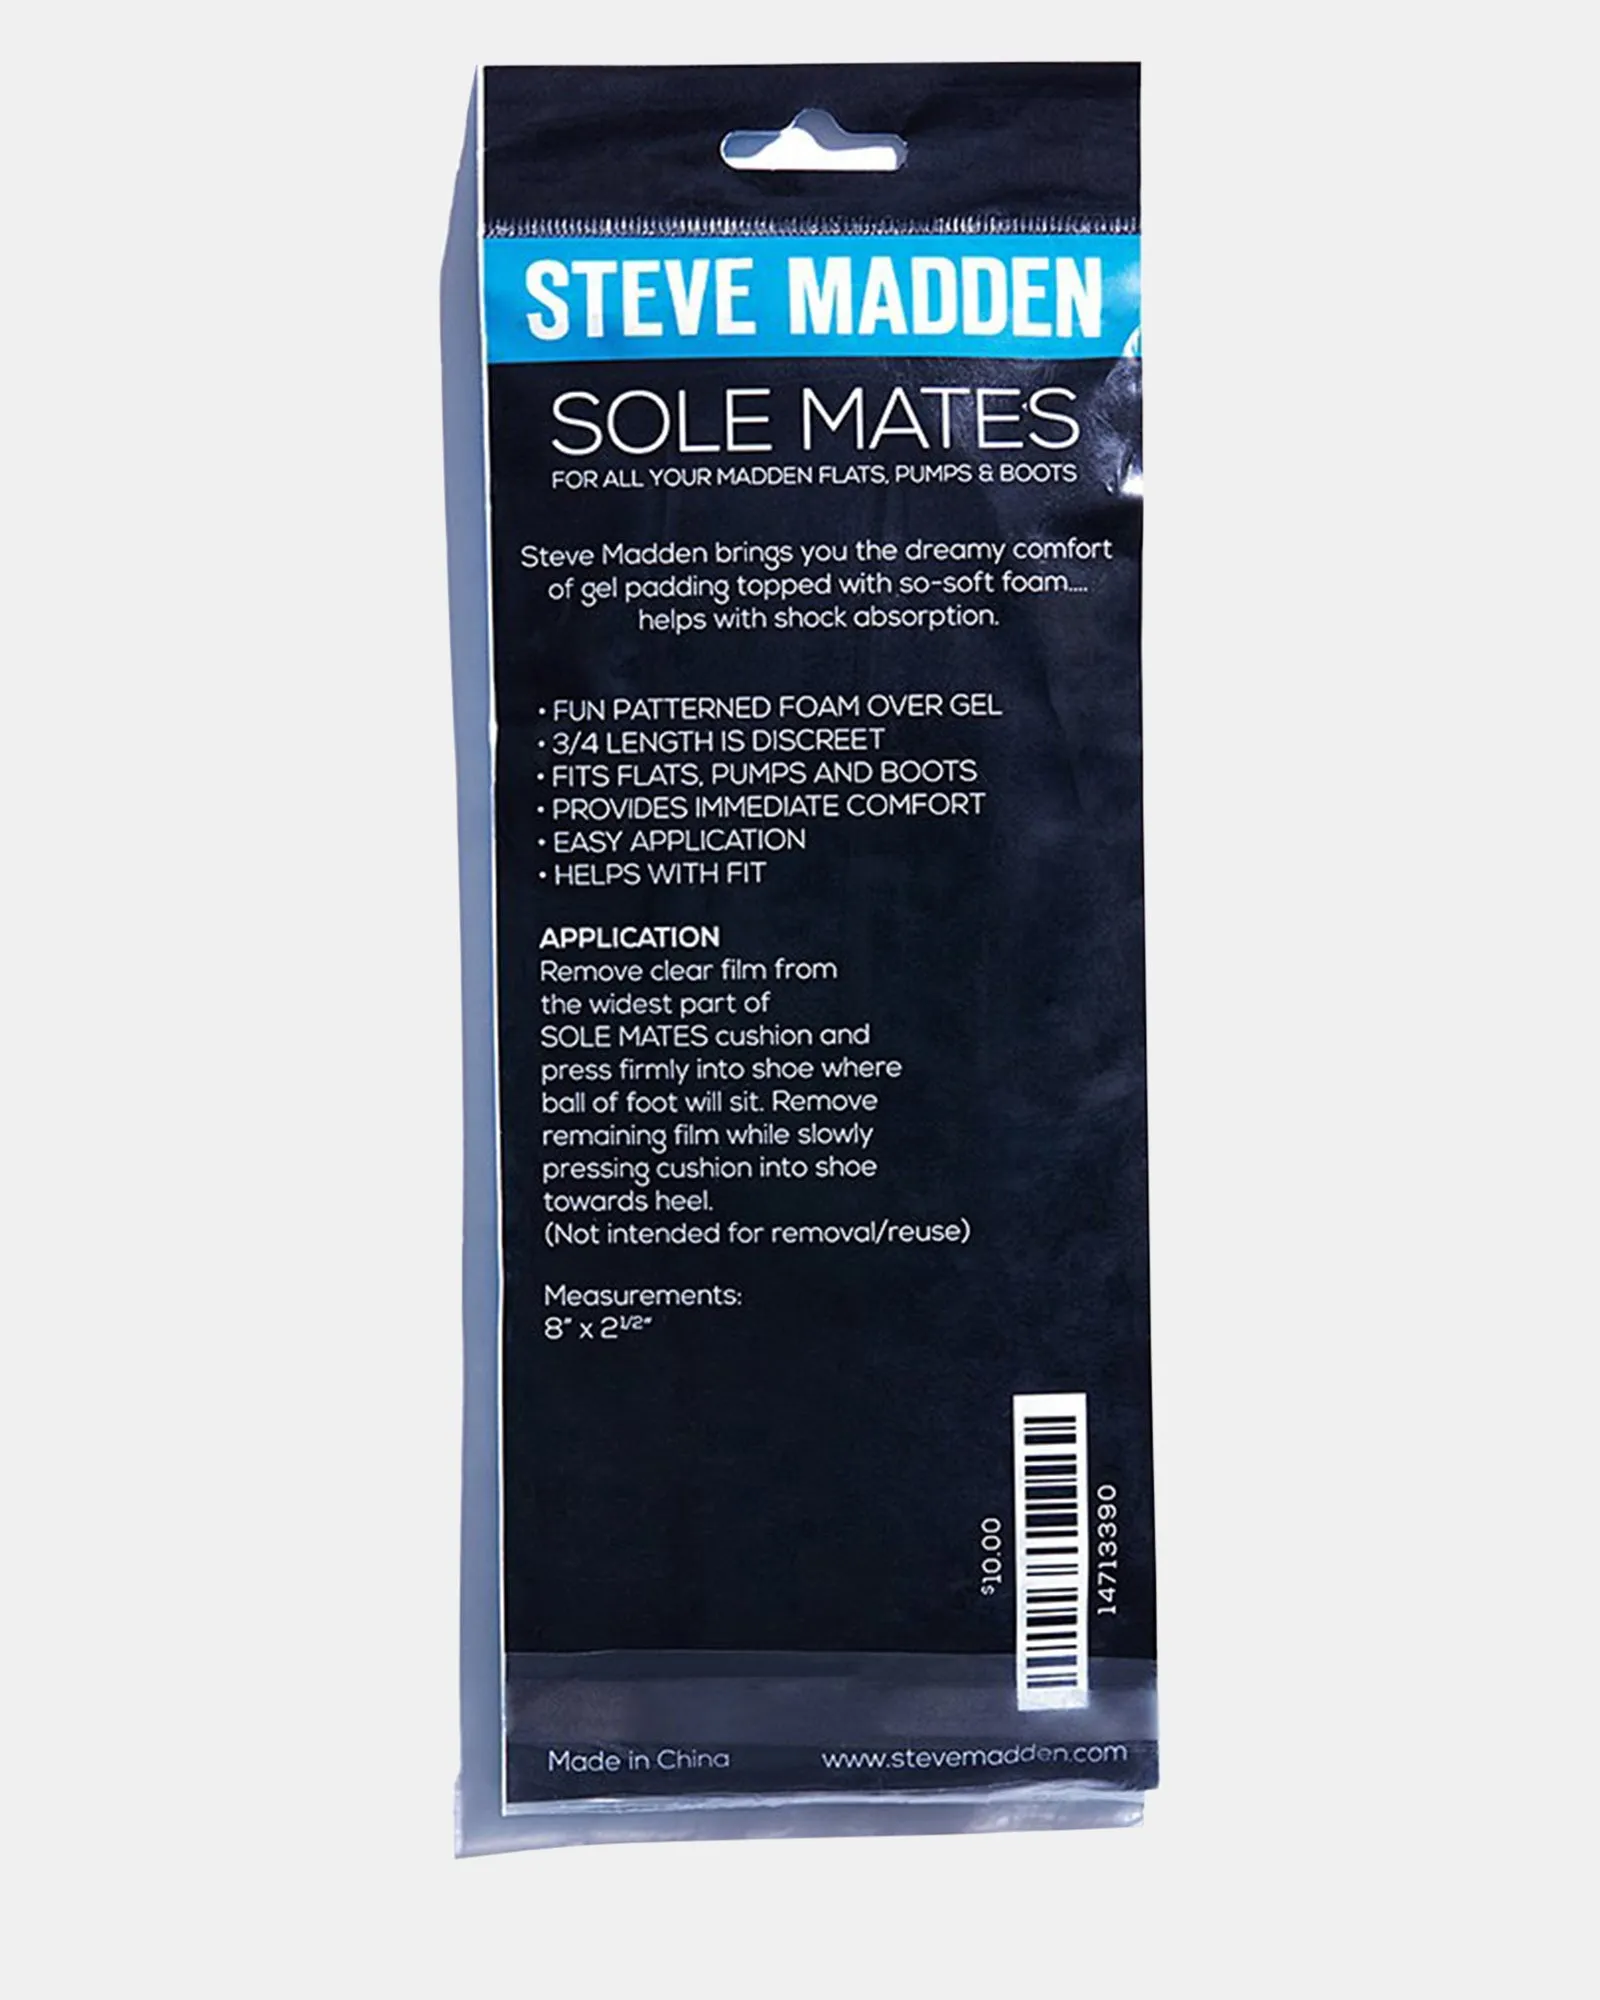 STEVE MADDEN
SOLE MATES
FOR ALL YOUR MADDEN FLATS, PUMPS & BOOTS
Steve Madden brings you the dreamy comfort
of gel padding topped with so-soft foam....
helps with shock absorption.
• FUN PATTERNED FOAM OVER GEL
• 3/4 LENGTH IS DISCREET
• FITS FLATS, PUMPS AND BOOTS
• PROVIDES IMMEDIATE COMFORT
• EASY APPLICATION
• HELPS WITH FIT
APPLICATION
Remove clear film from
the widest part of
SOLE MATES cushion and
press firmly into shoe where
ball of foot will sit. Remove
remaining film while slowly
pressing cushion into shoe
towards heel.
(Not intended for removal/reuse)
Measurements:
8" x 2 1/2"
$10.00
14713390
Made in China
www.stevemadden.com